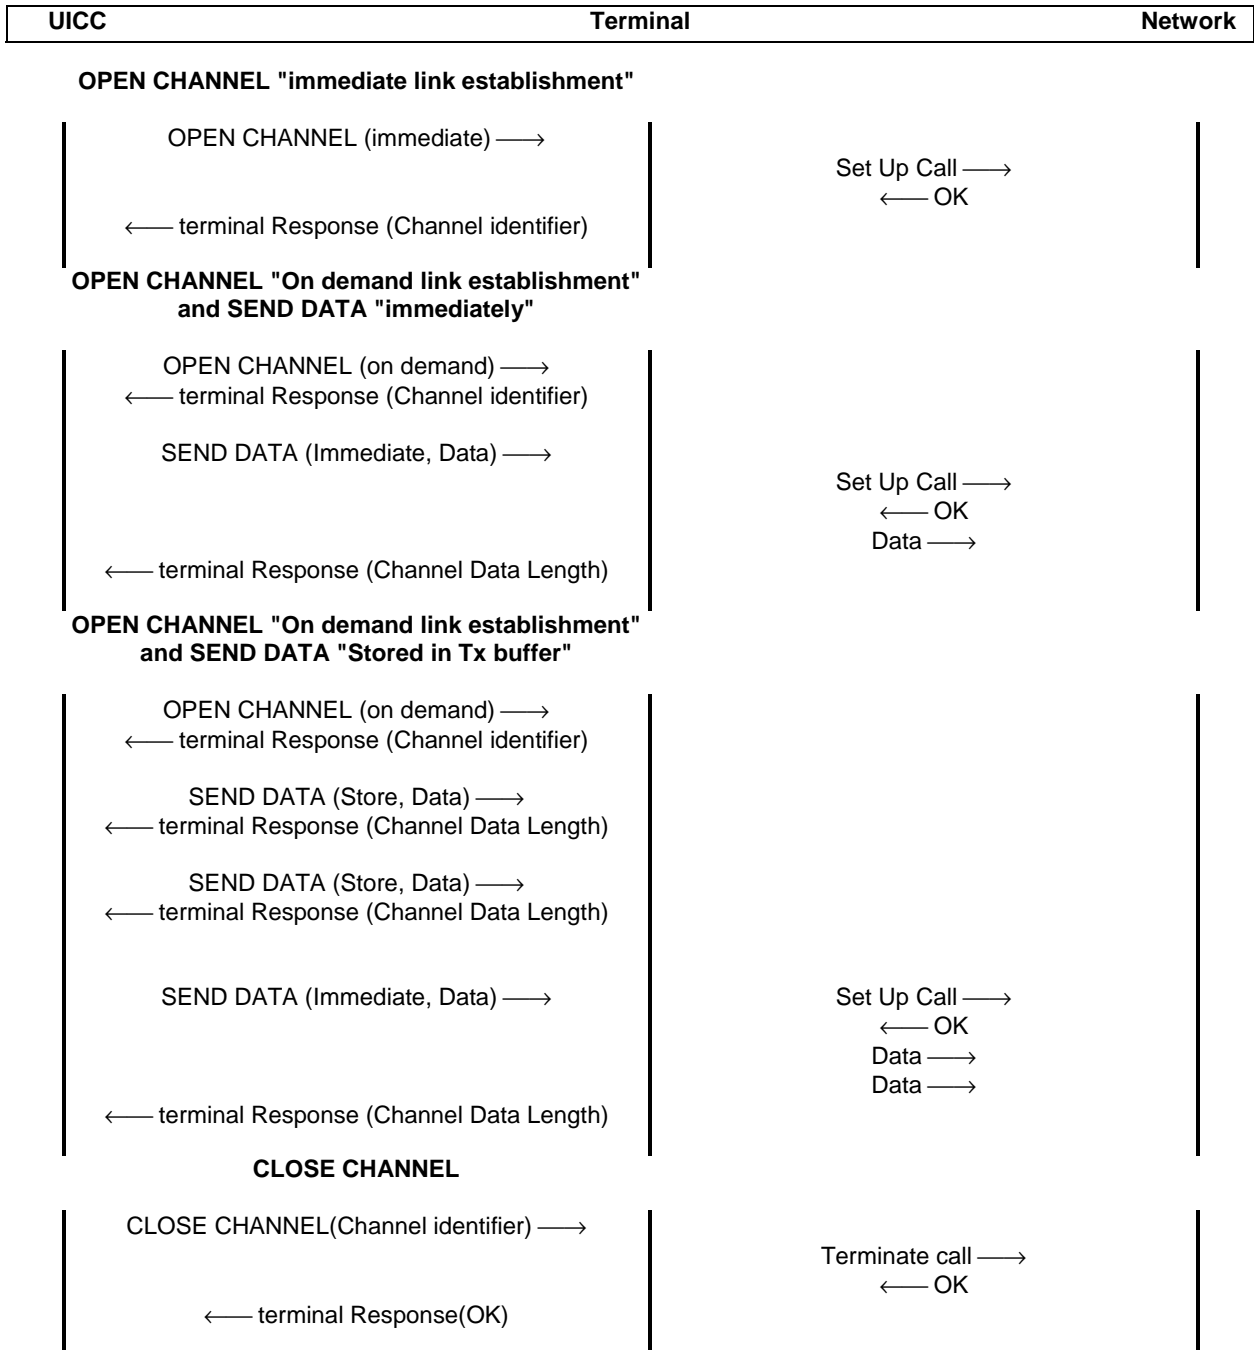 UICC Terminal Network
OPEN CHANNEL "immediate link establishment"
OPEN CHANNEL (immediate) ⟶
Set Up Call ⟶
⟵ OK
⟵ terminal Response (Channel identifier)
OPEN CHANNEL "On demand link establishment"
and SEND DATA "immediately"
OPEN CHANNEL (on demand) ⟶
⟵ terminal Response (Channel identifier)
SEND DATA (Immediate, Data) ⟶
Set Up Call ⟶
⟵ OK
Data ⟶
⟵ terminal Response (Channel Data Length)
OPEN CHANNEL "On demand link establishment"
and SEND DATA "Stored in Tx buffer"
OPEN CHANNEL (on demand) ⟶
⟵ terminal Response (Channel identifier)
SEND DATA (Store, Data) ⟶
⟵ terminal Response (Channel Data Length)
SEND DATA (Store, Data) ⟶
⟵ terminal Response (Channel Data Length)
SEND DATA (Immediate, Data) ⟶ Set Up Call ⟶
⟵ OK
Data ⟶
Data ⟶
⟵ terminal Response (Channel Data Length)
CLOSE CHANNEL
CLOSE CHANNEL(Channel identifier) ⟶
Terminate call ⟶
⟵ OK
⟵ terminal Response(OK)